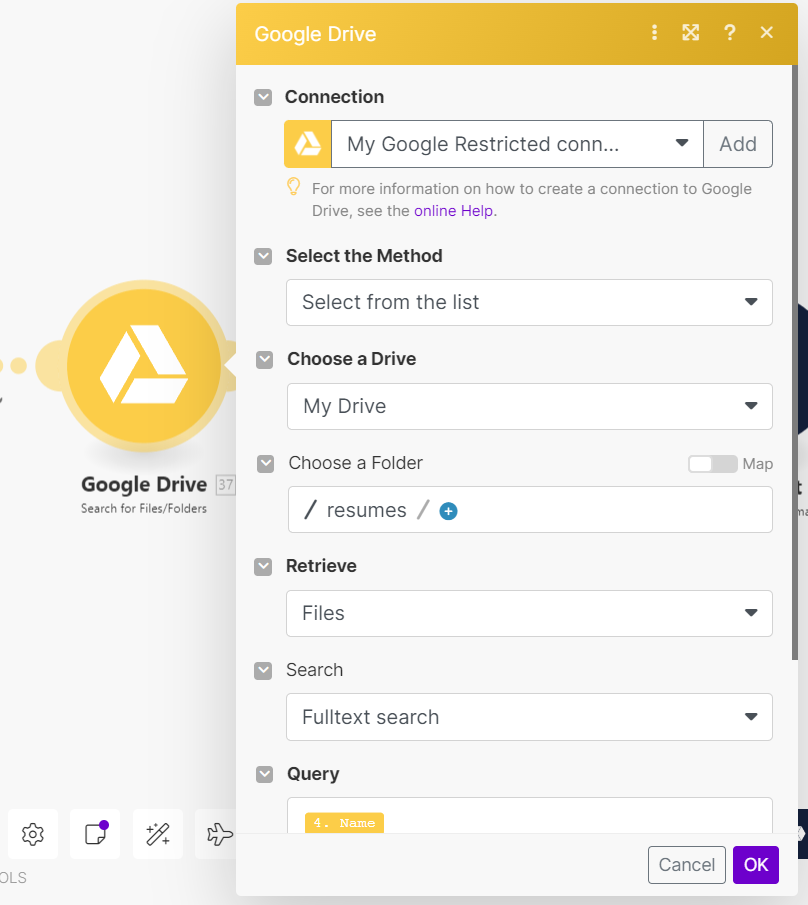 Google Drive
?
Connection
My Google Restricted conn...
Add
For more information on how to create a connection to Google
Drive, see the online Help.
Select the Method
Select from the list
Choose a Drive
My Drive
Choose a Folder
Map
/ resumes /
Retrieve
Files
Search
Fulltext search
Query
4. Name
Cancel
OK
Google Drive 37
Search for Files/Folders
OLS